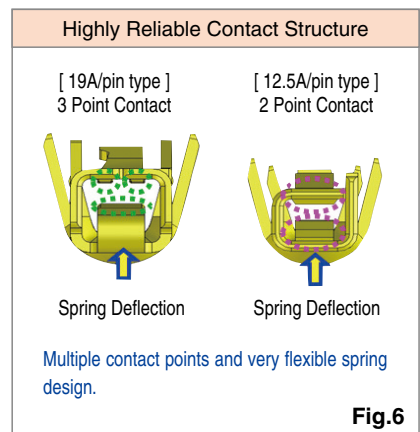 Highly Reliable Contact Structure
[ 19A/pin type ]
3 Point Contact
[ 12.5A/pin type ]
2 Point Contact
Spring Deflection
Spring Deflection
Multiple contact points and very flexible spring
design.
Fig.6